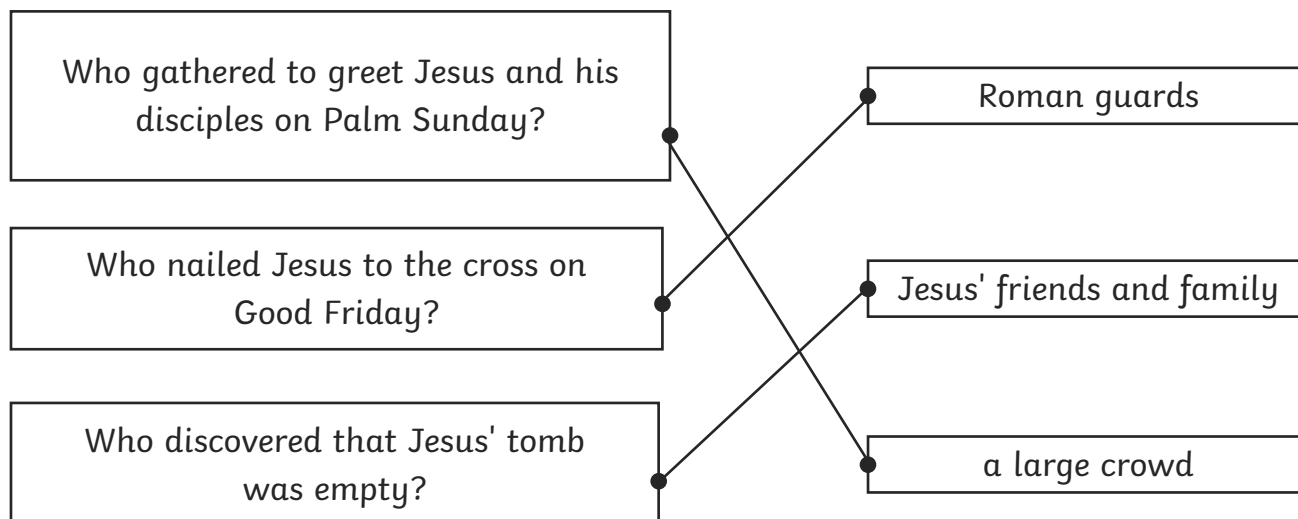 Who gathered to greet Jesus and his
disciples on Palm Sunday?
Who nailed Jesus to the cross on
Good Friday?
Who discovered that Jesus' tomb
was empty?
Roman guards
Jesus' friends and family
a large crowd